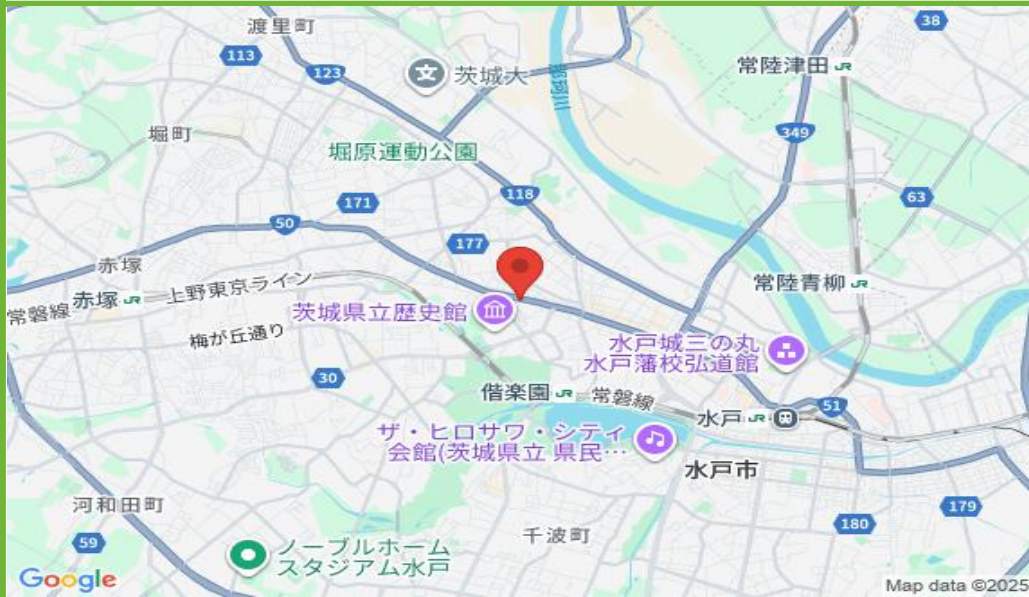 渡里町
38
113
123
茨城大
那珂川
常陸津田 JR
349
堀町
堀原運動公園
171
118
63
50
177
赤塚
上野東京ライン
常磐線
赤塚 JR
茨城県立歴史館
常陸青柳 JR
梅が丘通り
水戸城三の丸
水戸藩校弘道館
30
偕楽園 JR
常磐線
水戸 JR
51
ザ・ヒロサワ・シティ
会館(茨城県立 県民…
水戸市
河和田町
179
180
千波町
59
ノーブルホーム
スタジアム水戸
Google
Map data ©2025